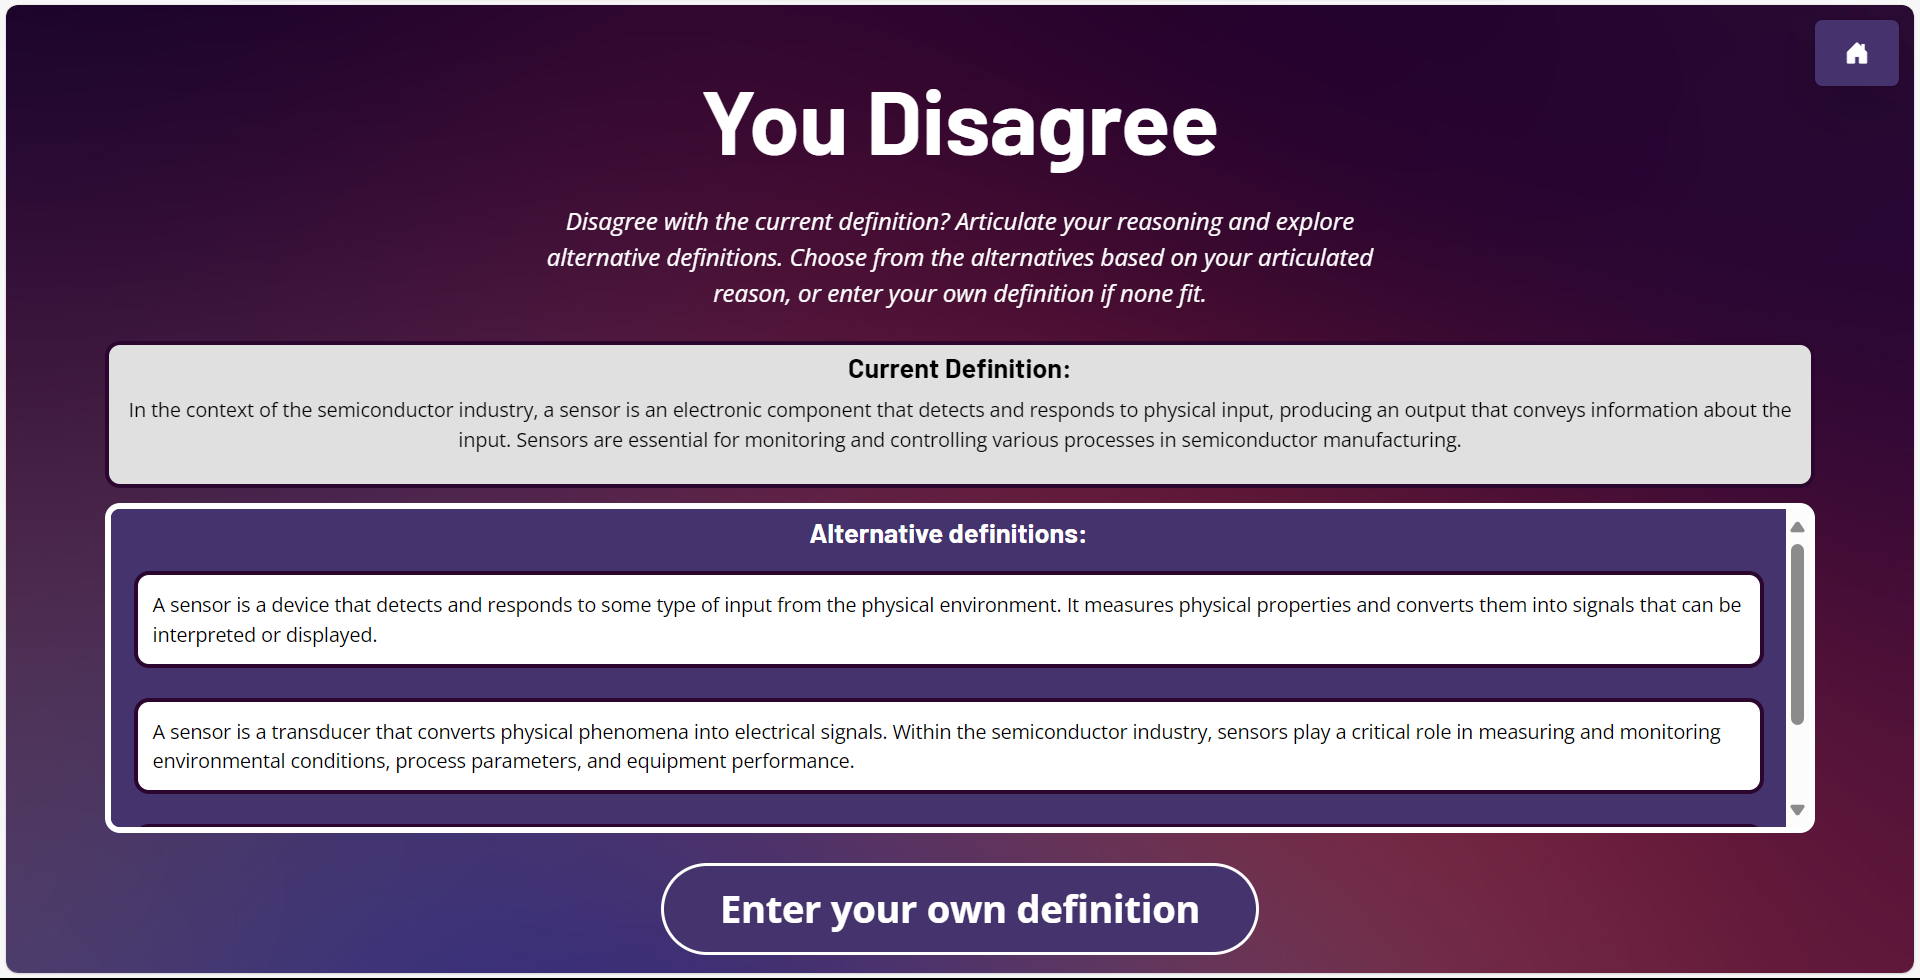 You Disagree
Disagree with the current definition? Articulate your reasoning and explore
alternative definitions. Choose from the alternatives based on your articulated
reason, or enter your own definition if none fit.
Current Definition:
In the context of the semiconductor industry, a sensor is an electronic component that detects and responds to physical input, producing an output that conveys information about the
input. Sensors are essential for monitoring and controlling various processes in semiconductor manufacturing.
Alternative definitions:
A sensor is a device that detects and responds to some type of input from the physical environment. It measures physical properties and converts them into signals that can be
interpreted or displayed.
A sensor is a transducer that converts physical phenomena into electrical signals. Within the semiconductor industry, sensors play a critical role in measuring and monitoring
environmental conditions, process parameters, and equipment performance.
Enter your own definition